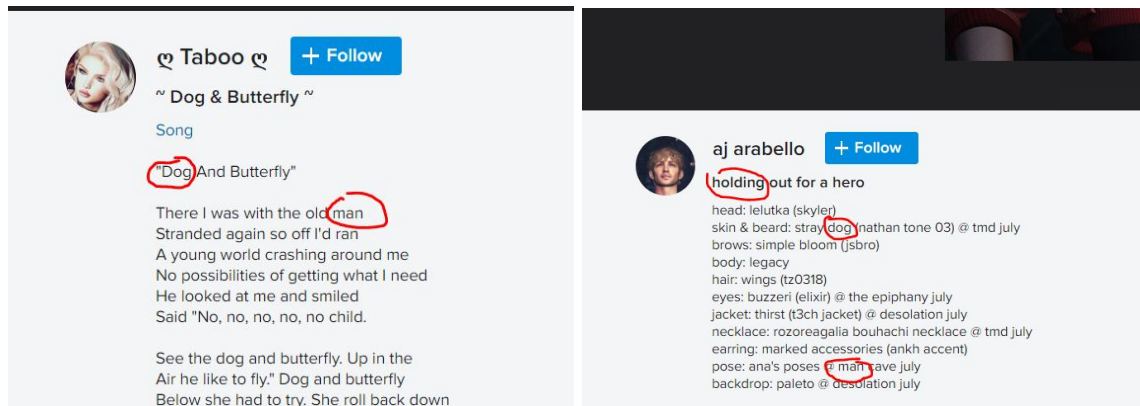 ღ Taboo ღ
+ Follow
~ Dog & Butterfly ~
Song
"Dog And Butterfly"
There I was with the old man
Stranded again so off I'd ran
A young world crashing around me
No possibilities of getting what I need
He looked at me and smiled
Said "No, no, no, no, no child.
See the dog and butterfly. Up in the
Air he like to fly." Dog and butterfly
Below she had to try. She roll back down
aj arabello
+ Follow
holding out for a hero
head: lelutka (skyler)
skin & beard: stray dog (nathan tone 03) @ tmd july
brows: simple bloom (jsbro)
body: legacy
hair: wings (tz0318)
eyes: buzzeri (elixir) @ the epiphany july
jacket: thirst (t3ch jacket) @ desolation july
necklace: rozoreagalia bouhachi necklace @ tmd july
earring: marked accessories (ankh accent)
pose: ana's poses @ man cave july
backdrop: paleto @ desolation july